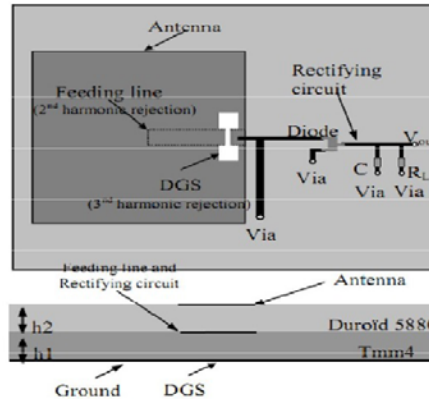 Antenna
Feeding line
(2nd harmonic rejection)
Rectifying
circuit
Diode
DGS
(3rd harmonic rejection)
C
RL
Via
Via
Via
Via
Feeding line and
Rectifying circuit
Antenna
h2
Duroïd 5880
h1
Tmm4
Ground
DGS